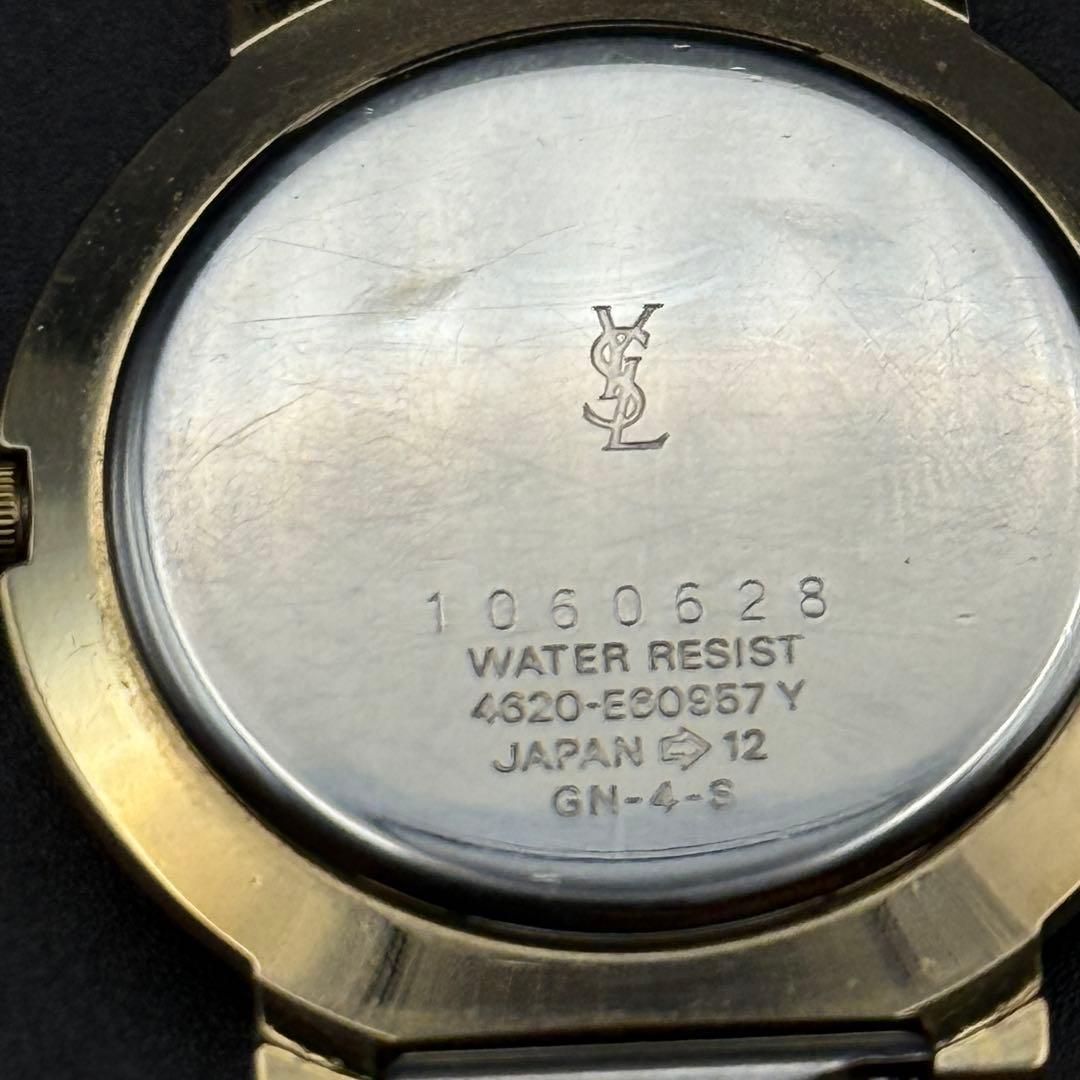 YSL
1060628
WATER RESIST
4620-E60957 Y
JAPAN ⇨ 12
GN-4-S